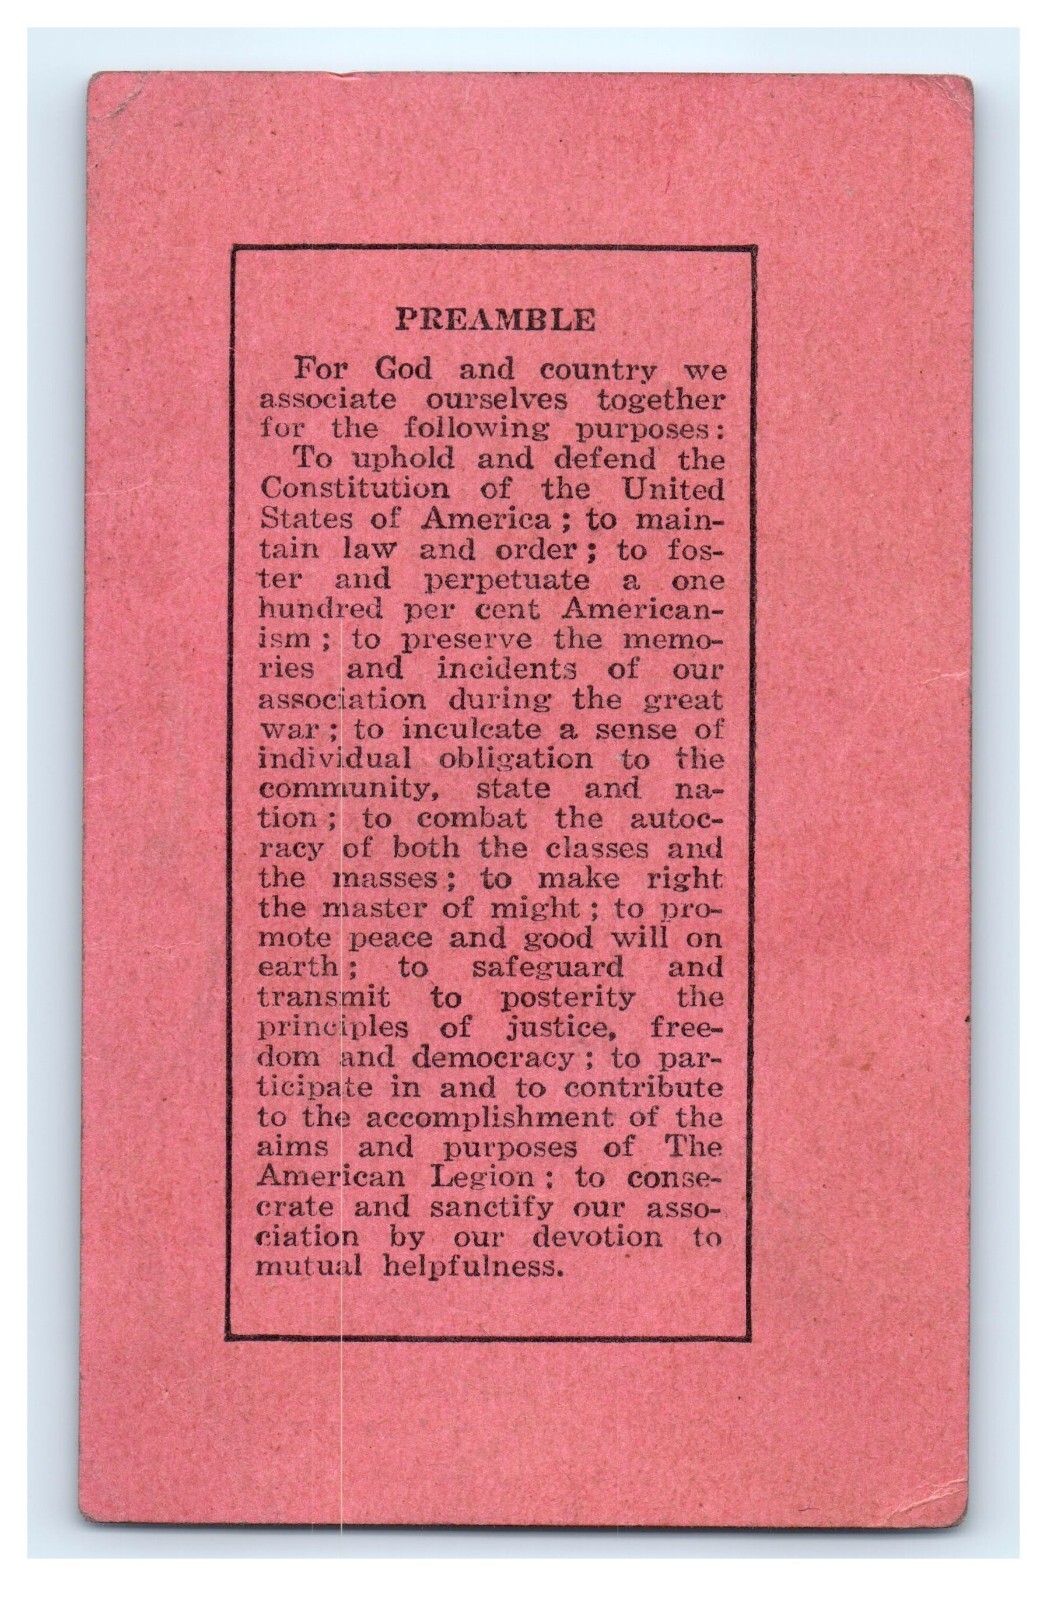 PREAMBLE
For God and country we
associate ourselves together
for the following purposes:
To uphold and defend the
Constitution of the United
States of America; to main-
tain law and order; to fos-
ter and perpetuate a one
hundred per cent American-
ism; to preserve the memo-
ries and incidents of our
association during the great
war; to inculcate a sense of
individual obligation to the
community, state and na-
tion; to combat the autoc-
racy of both the classes and
the masses; to make right
the master of might; to pro-
mote peace and good will on
earth; to safeguard and
transmit to posterity the
principles of justice, free-
dom and democracy; to par-
ticipate in and to contribute
to the accomplishment of the
aims and purposes of The
American Legion; to conse-
crate and sanctify our asso-
ciation by our devotion to
mutual helpfulness.